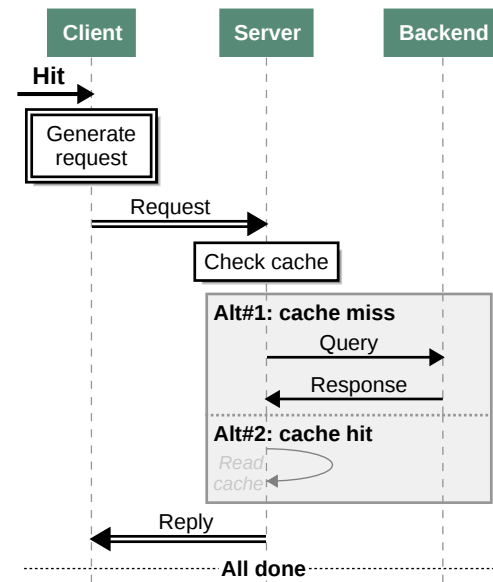 Client Server Backend
Hit
Generate
request
Request
Check cache
Alt#1: cache miss
Query
Response
Alt#2: cache hit
Read
cache
Reply
All done